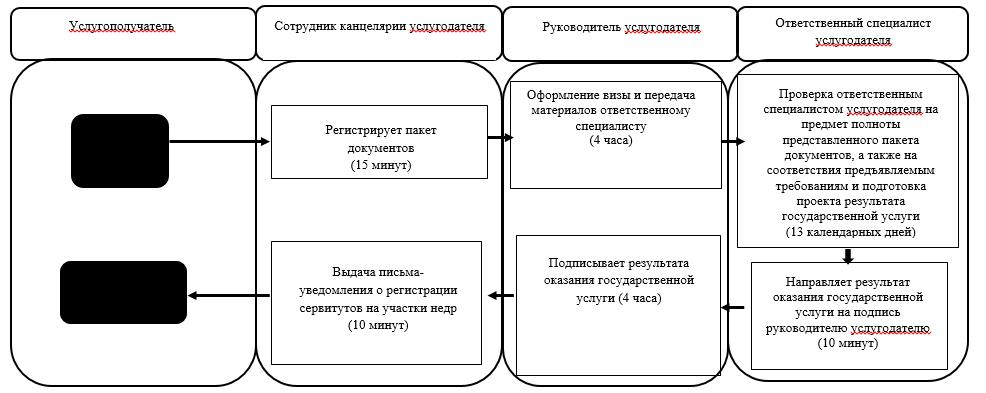 Услугополучатель
Сотрудник канцелярии услугодателя
Руководитель услугодателя
Ответственный специалист
услугодателя
Регистрирует пакет
документов
(15 минут)
Оформление визы и передача
материалов ответственному
специалисту
(4 часа)
Проверка ответственным
специалистом услугодателя на
предмет полноты
представленного пакета
документов, а также на
соответствия предъявляемым
требованиям и подготовка
проекта результата
государственной услуги
(13 календарных дней)
Выдача письма-
уведомления о регистрации
сервитутов на участки недр
(10 минут)
Подписывает результата
оказания государственной
услуги (4 часа)
Направляет результат
оказания государственной
услуги на подпись
руководителю услугодателю
(10 минут)